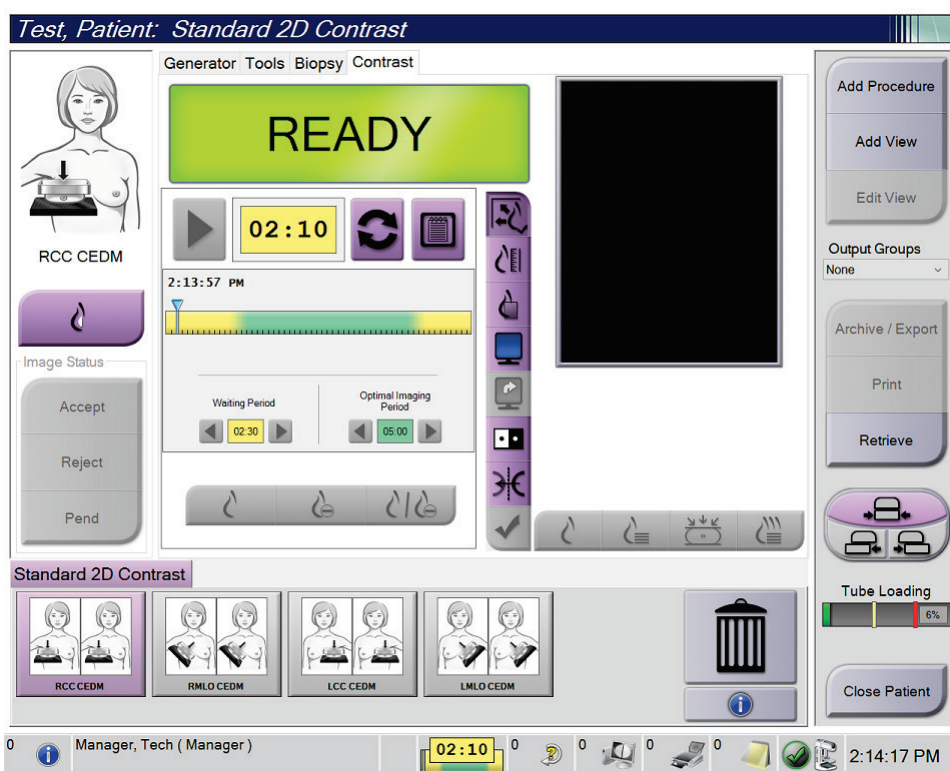 Test, Patient: Standard 2D Contrast
Generator Tools Biopsy Contrast
READY
RCC CEDM
02:10
2:13:57 PM
Waiting Period
02:30
Optimal Imaging
Period
05:00
Image Status
Accept
Reject
Pend
Add Procedure
Add View
Edit View
Output Groups
None
Archive / Export
Print
Retrieve
Tube Loading
6%
Close Patient
Standard 2D Contrast
RCC CEDM
RMLO CEDM
LCC CEDM
LMLO CEDM
0
Manager, Tech ( Manager )
02:10
0
0
0
0
2:14:17 PM